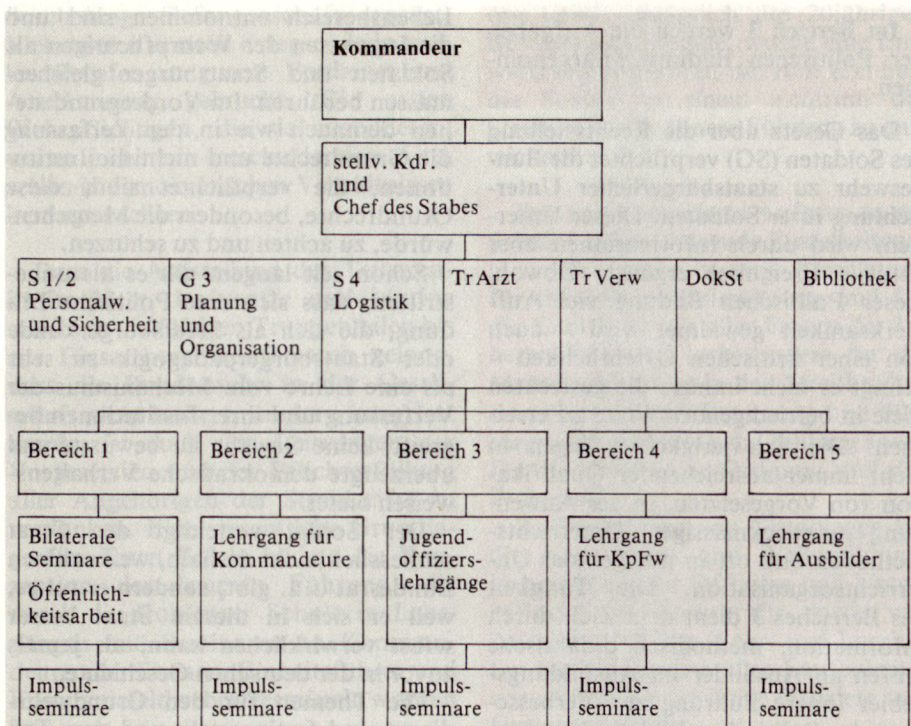 Kommandeur
stellv. Kdr.
und
Chef des Stabes
S 1/2
Personalw.
und Sicherheit
G 3
Planung
und
Organisation
S 4
Logistik
TrArzt
Tr Verw
DokSt
Bibliothek
Bereich 1
Bereich 2
Bereich 3
Bereich 4
Bereich 5
Bilaterale
Seminare
Öffentlich-
keitsarbeit
Lehrgang für
Kommandeure
Jugend-
offiziers-
lehrgänge
Lehrgang
für KpFw
Lehrgang
für Ausbilder
Impuls-
seminare
Impuls-
seminare
Impuls-
seminare
Impuls-
seminare
Impuls-
seminare